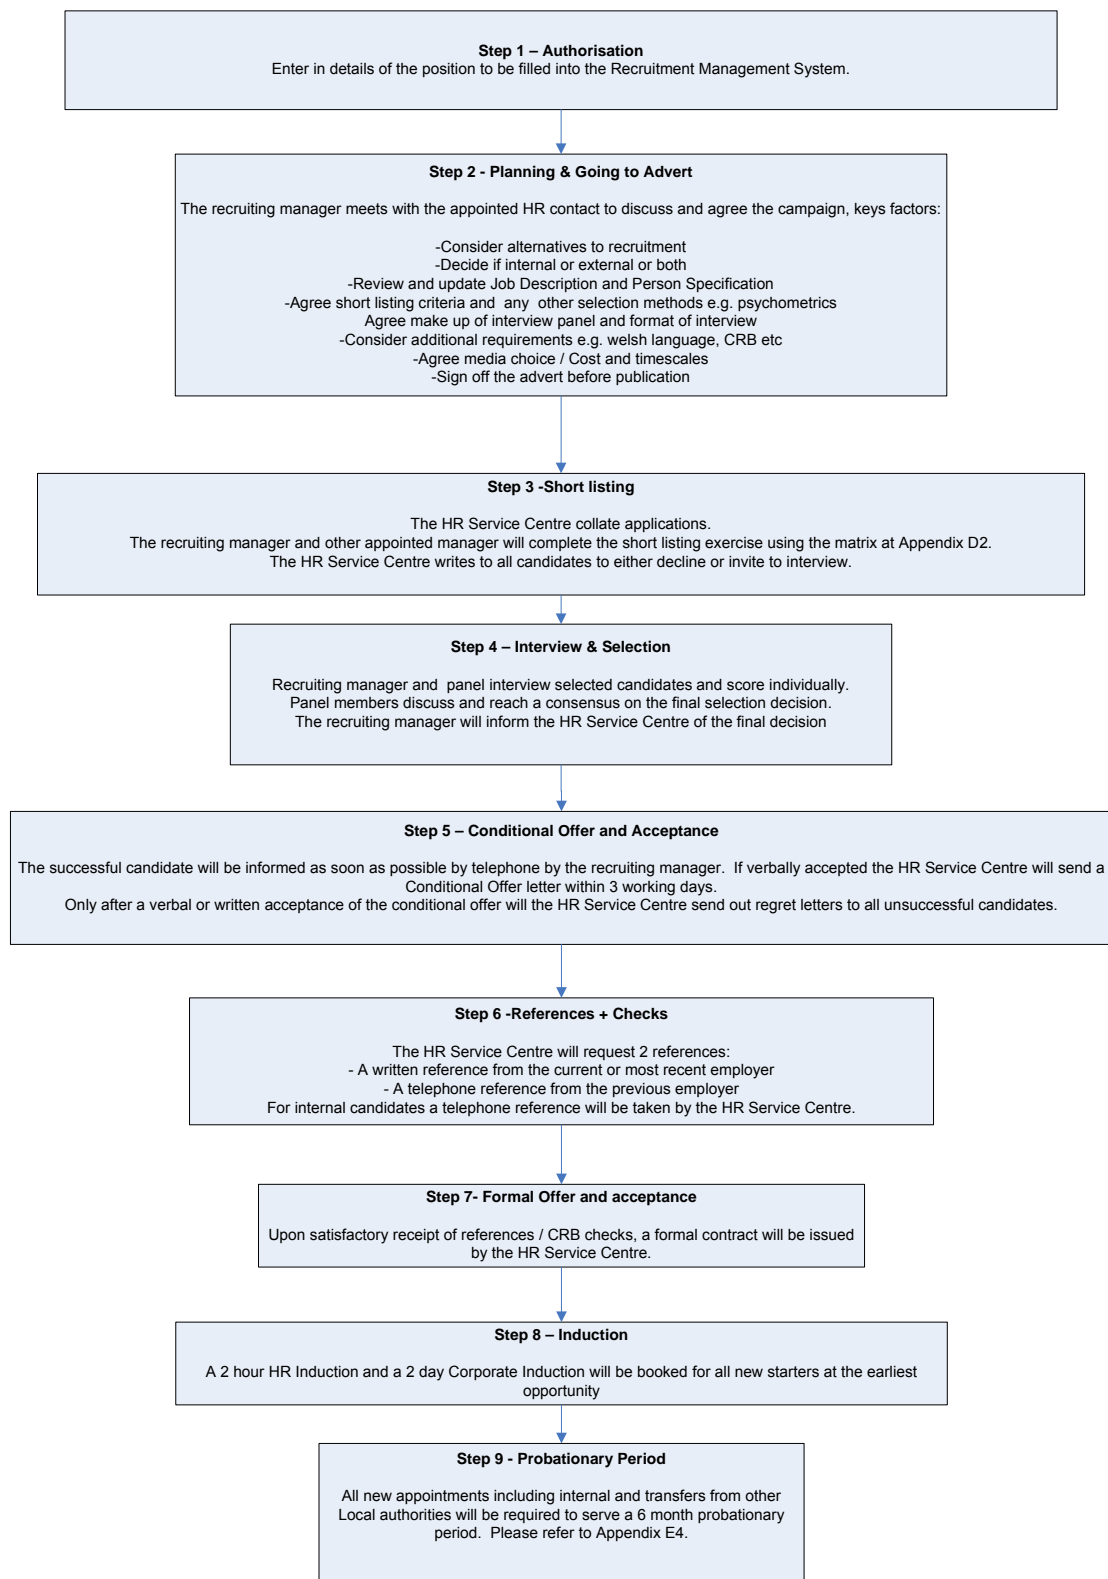 Step 1 – Authorisation
Enter in details of the position to be filled into the Recruitment Management System.
Step 2 - Planning & Going to Advert
The recruiting manager meets with the appointed HR contact to discuss and agree the campaign, keys factors:
-Consider alternatives to recruitment
-Decide if internal or external or both
-Review and update Job Description and Person Specification
-Agree short listing criteria and any other selection methods e.g. psychometrics
Agree make up of interview panel and format of interview
-Consider additional requirements e.g. welsh language, CRB etc
-Agree media choice / Cost and timescales
-Sign off the advert before publication
Step 3 -Short listing
The HR Service Centre collate applications.
The recruiting manager and other appointed manager will complete the short listing exercise using the matrix at Appendix D2.
The HR Service Centre writes to all candidates to either decline or invite to interview.
Step 4 – Interview & Selection
Recruiting manager and panel interview selected candidates and score individually.
Panel members discuss and reach a consensus on the final selection decision.
The recruiting manager will inform the HR Service Centre of the final decision
Step 5 – Conditional Offer and Acceptance
The successful candidate will be informed as soon as possible by telephone by the recruiting manager. If verbally accepted the HR Service Centre will send a
Conditional Offer letter within 3 working days.
Only after a verbal or written acceptance of the conditional offer will the HR Service Centre send out regret letters to all unsuccessful candidates.
Step 6 -References + Checks
The HR Service Centre will request 2 references:
- A written reference from the current or most recent employer
- A telephone reference from the previous employer
For internal candidates a telephone reference will be taken by the HR Service Centre.
Step 7- Formal Offer and acceptance
Upon satisfactory receipt of references / CRB checks, a formal contract will be issued
by the HR Service Centre.
Step 8 – Induction
A 2 hour HR Induction and a 2 day Corporate Induction will be booked for all new starters at the earliest
opportunity
Step 9 - Probationary Period
All new appointments including internal and transfers from other
Local authorities will be required to serve a 6 month probationary
period. Please refer to Appendix E4.